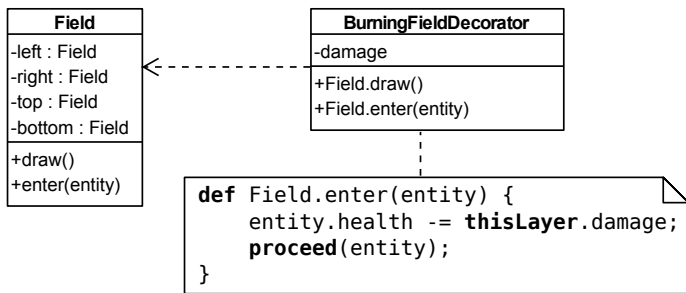 Field
-left : Field
-right : Field
-top : Field
-bottom : Field
+draw()
+enter(entity)
BurningFieldDecorator
-damage
+Field.draw()
+Field.enter(entity)
def Field.enter(entity) {
    entity.health -= thisLayer.damage;
    proceed(entity);
}